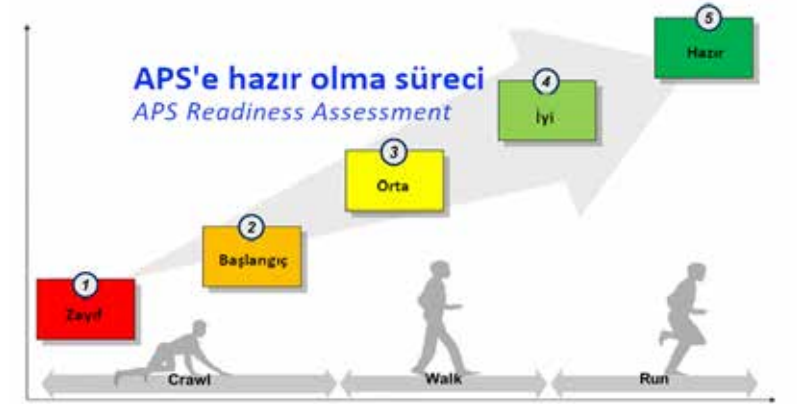 APS'e hazır olma süreci
APS Readiness Assessment
1
Zayıf
2
Başlangıç
3
Orta
4
İyi
5
Hazır
Crawl
Walk
Run